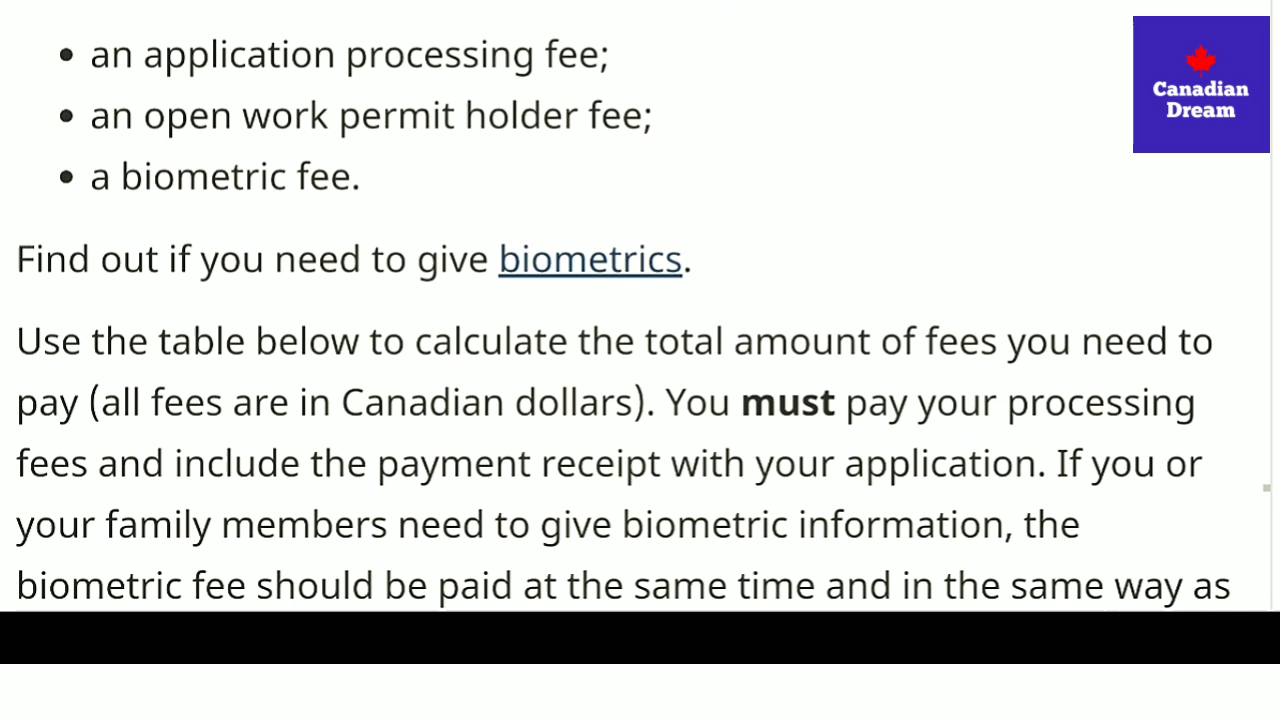 • an application processing fee;
• an open work permit holder fee;
• a biometric fee.
Canadian
Dream
Find out if you need to give biometrics.
Use the table below to calculate the total amount of fees you need to
pay (all fees are in Canadian dollars). You must pay your processing
fees and include the payment receipt with your application. If you or
your family members need to give biometric information, the
biometric fee should be paid at the same time and in the same way as